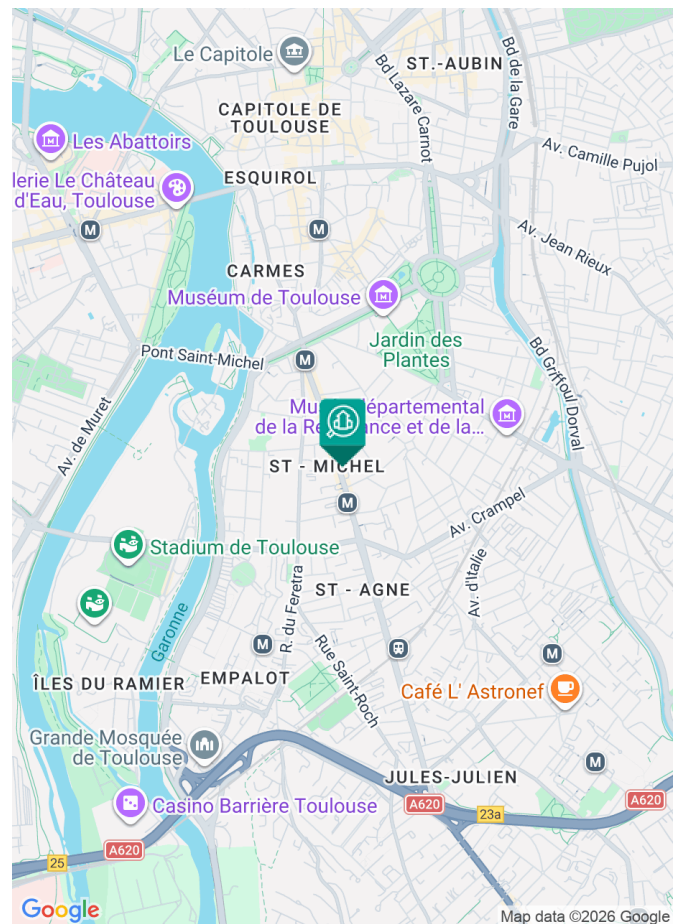 Le Capitole
ST.-AUBIN
Bd de la Gare
Bd Lazare Carnot
CAPITOLE DE
TOULOUSE
Les Abattoirs
Av. Camille Pujol
ESQUIROL
lerie Le Château
d'Eau, Toulouse
M
M
Av. Jean Rieux
CARMES
Muséum de Toulouse
Jardin des
Plantes
Pont Saint-Michel
M
Bd Griffoul Dorval
Av. de Muret
Mu épartemental
de la Re ance et de la…
ST - MICHEL
M
Av. Crampel
Stadium de Toulouse
Av. d'Italie
ST - AGNE
Garonne
R. du Feretra
M
Rue Saint-Roch
M
ÎLES DU RAMIER
EMPALOT
Café L' Astronef
Grande Mosquée
de Toulouse
M
JULES-JULIEN
Casino Barrière Toulouse
A620
23a
A620
A620
25
Google
Map data ©2026 Google